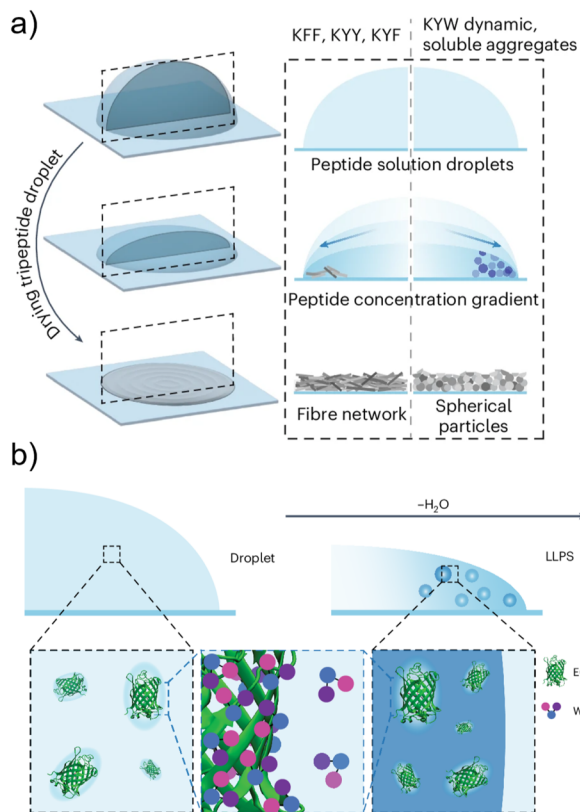 a)
KFF, KYY, KYF
KYW dynamic,
soluble aggregates
Drying tripeptide droplet
Peptide solution droplets
Peptide concentration gradient
Fibre network
Spherical
particles
b)
–H₂O
Droplet
LLPS
E
W